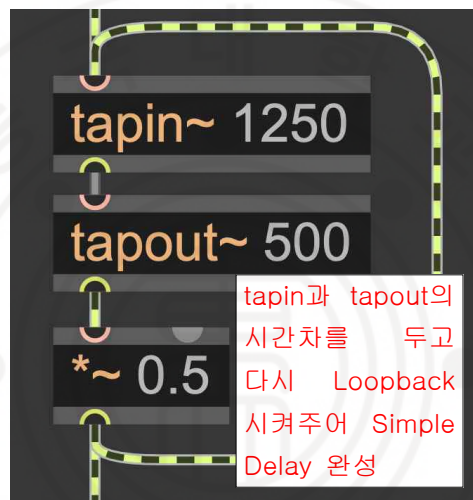 tapin~ 1250
tapout~ 500
*~ 0.5
tapin과 tapout의
시간차를 두고
다시 Loopback
시켜주어 Simple
Delay 완성